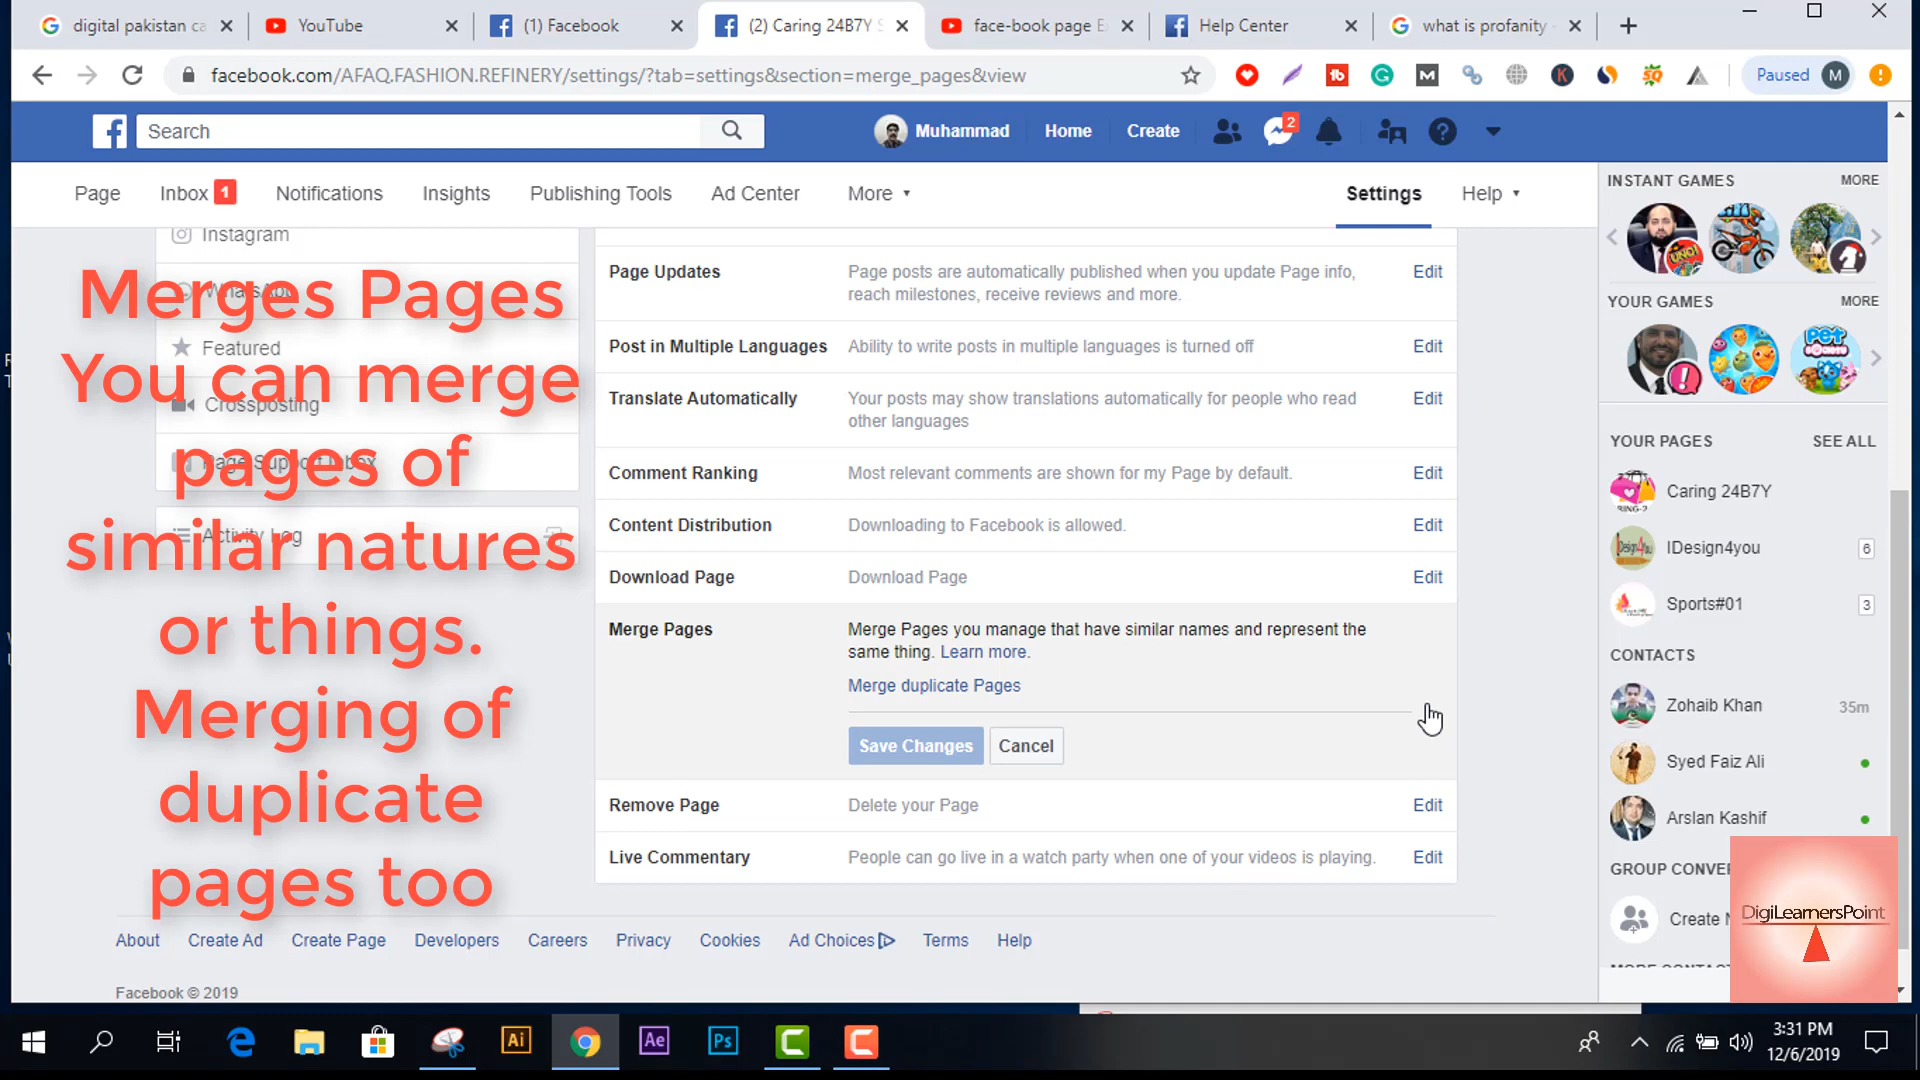 digital pakistan ca
YouTube
(1) Facebook
(2) Caring 24B7Y S
face-book page E
Help Center
what is profanity -
facebook.com/AFAQ.FASHION.REFINERY/settings/?tab=settings&section=merge_pages&view
Paused M
Search
Muhammad
Home
Create
2
Page
Inbox 1
Notifications
Insights
Publishing Tools
Ad Center
More
Settings
Help
Instagram
WhatsApp
Featured
Crossposting
Page Support Inbox
Activity Log
Merges Pages
You can merge
pages of
similar natures
or things.
Merging of
duplicate
pages too
Page Updates
Page posts are automatically published when you update Page info,
reach milestones, receive reviews and more.
Edit
Post in Multiple Languages
Ability to write posts in multiple languages is turned off
Edit
Translate Automatically
Your posts may show translations automatically for people who read
other languages
Edit
Comment Ranking
Most relevant comments are shown for my Page by default.
Edit
Content Distribution
Downloading to Facebook is allowed.
Edit
Download Page
Download Page
Edit
Merge Pages
Merge Pages you manage that have similar names and represent the
same thing. Learn more.
Merge duplicate Pages
Save Changes
Cancel
Remove Page
Delete your Page
Edit
Live Commentary
People can go live in a watch party when one of your videos is playing.
Edit
INSTANT GAMES
MORE
YOUR GAMES
MORE
YOUR PAGES
SEE ALL
Caring 24B7Y
IDesign4you
6
Sports#01
3
CONTACTS
Zohaib Khan
35m
Syed Faiz Ali
Arslan Kashif
GROUP CONVE
Create N
DigiLearnersPoint
About
Create Ad
Create Page
Developers
Careers
Privacy
Cookies
Ad Choices
Terms
Help
Facebook © 2019
Ai
Ae
Ps
3:31 PM
12/6/2019